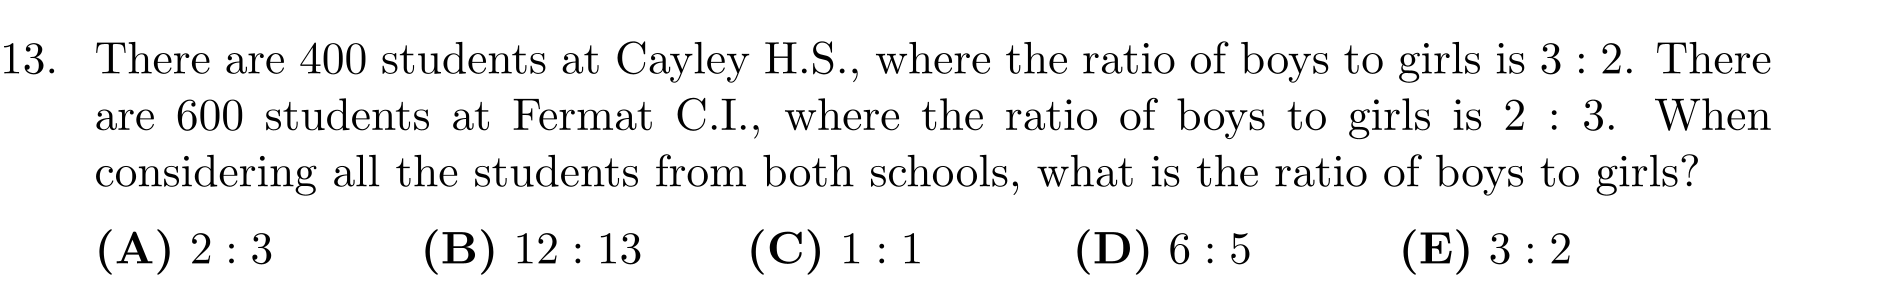 13. There are 400 students at Cayley H.S., where the ratio of boys to girls is 3 : 2. There
are 600 students at Fermat C.I., where the ratio of boys to girls is 2 : 3. When
considering all the students from both schools, what is the ratio of boys to girls?
(A) 2 : 3 (B) 12 : 13 (C) 1 : 1 (D) 6 : 5 (E) 3 : 2